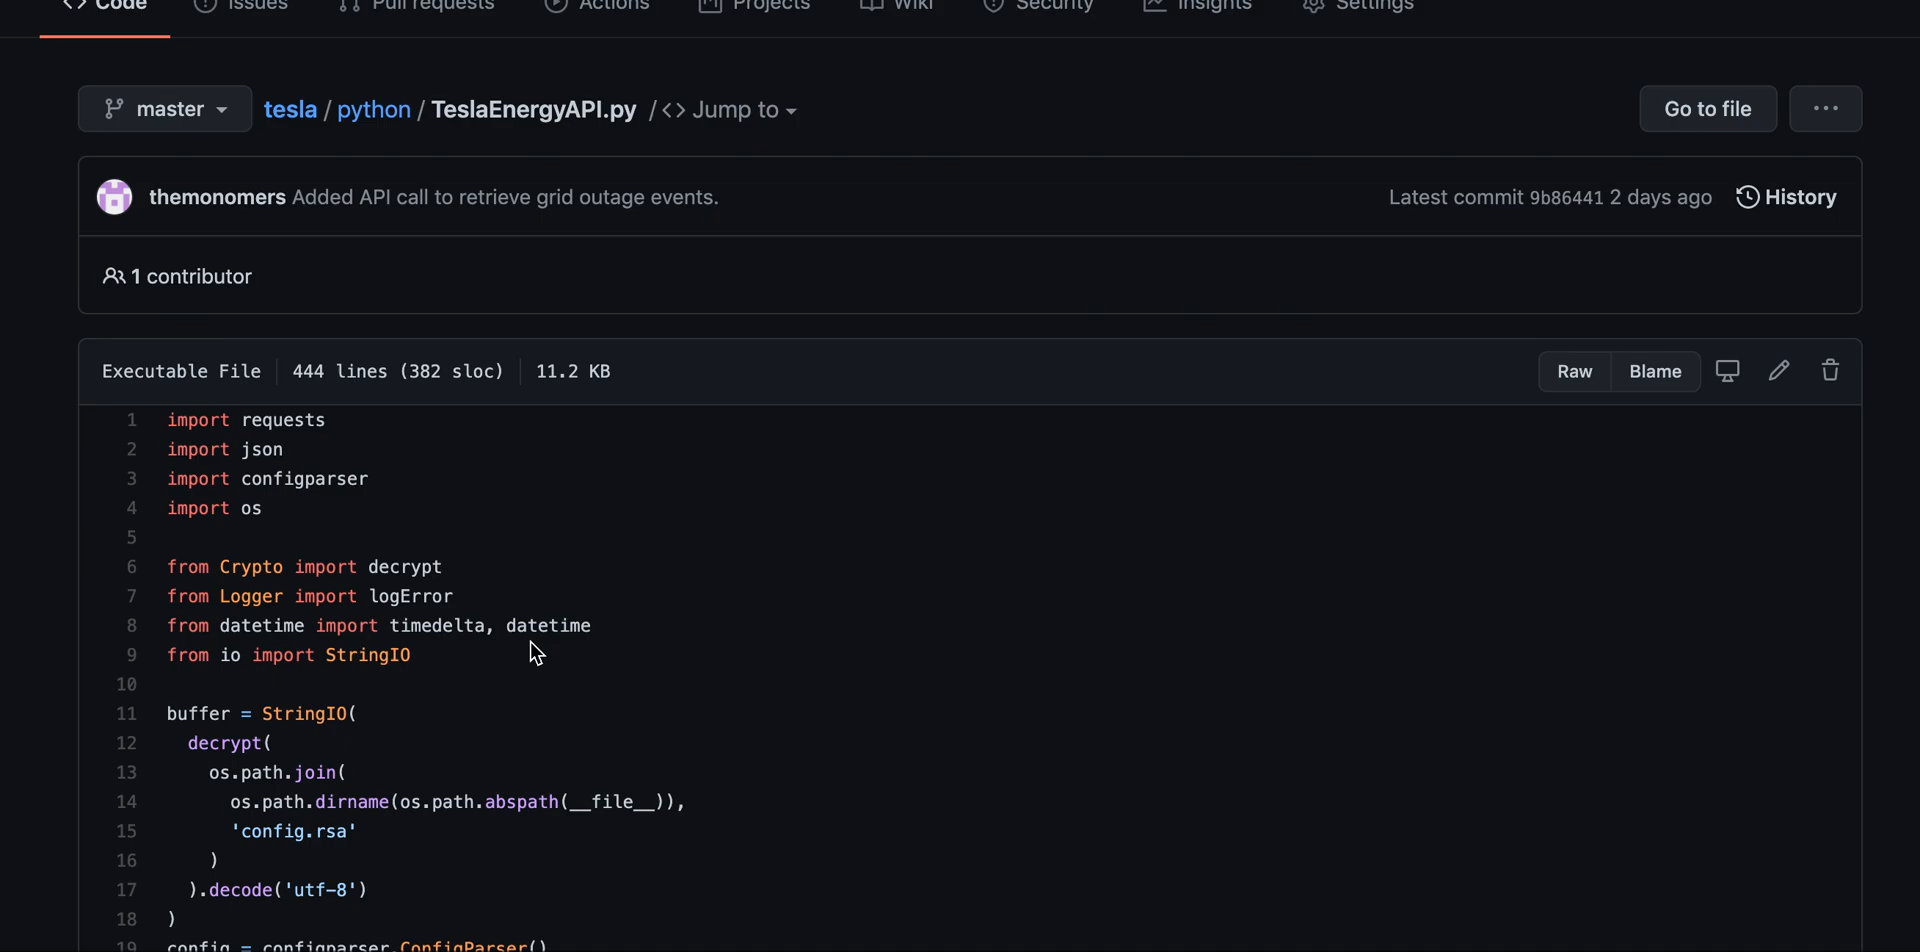 <> Code Issues Pull requests Actions Projects Wiki Security Insights Settings
master tesla / python / TeslaEnergyAPI.py / <> Jump to Go to file ...
themonomers Added API call to retrieve grid outage events. Latest commit 9b86441 2 days ago History
1 contributor
Executable File 444 lines (382 sloc) 11.2 KB Raw Blame
1 import requests
2 import json
3 import configparser
4 import os
5
6 from Crypto import decrypt
7 from Logger import logError
8 from datetime import timedelta, datetime
9 from io import StringIO
10
11 buffer = StringIO(
12 decrypt(
13 os.path.join(
14 os.path.dirname(os.path.abspath(__file__)),
15 'config.rsa'
16 )
17 ).decode('utf-8')
18 )
19 config = configparser.ConfigParser()